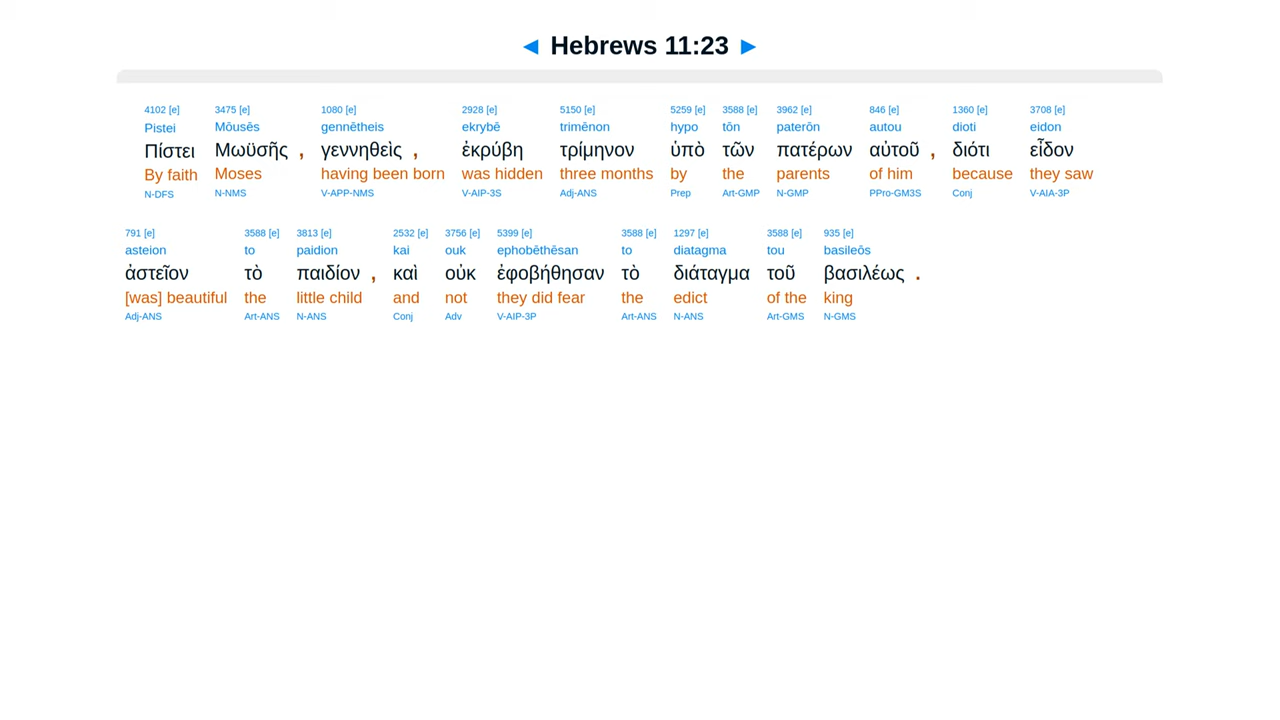 ◄ Hebrews 11:23 ►
4102 [e] 3475 [e] 1080 [e] 2928 [e] 5150 [e] 5259 [e] 3588 [e] 3962 [e] 846 [e] 1360 [e] 3708 [e]
Pistei Mōusēs gennētheis ekrybē trimēnon hypo tōn paterōn autou dioti eidon
Πίστει Μωϋσῆς , γεννηθεὶς , ἐκρύβη τρίμηνον ὑπὸ τῶν πατέρων αὐτοῦ , διότι εἶδον
By faith Moses having been born was hidden three months by the parents of him because they saw
N-DFS N-NMS V-APP-NMS V-AIP-3S Adj-ANS Prep Art-GMP N-GMP PPro-GM3S Conj V-AIA-3P
791 [e] 3588 [e] 3813 [e] 2532 [e] 3756 [e] 5399 [e] 3588 [e] 1297 [e] 3588 [e] 935 [e]
asteion to paidion kai ouk ephobēthēsan to diatagma tou basileōs
ἀστεῖον τὸ παιδίον , καὶ οὐκ ἐφοβήθησαν τὸ διάταγμα τοῦ βασιλέως .
[was] beautiful the little child and not they did fear the edict of the king
Adj-ANS Art-ANS N-ANS Conj Adv V-AIP-3P Art-ANS N-ANS Art-GMS N-GMS